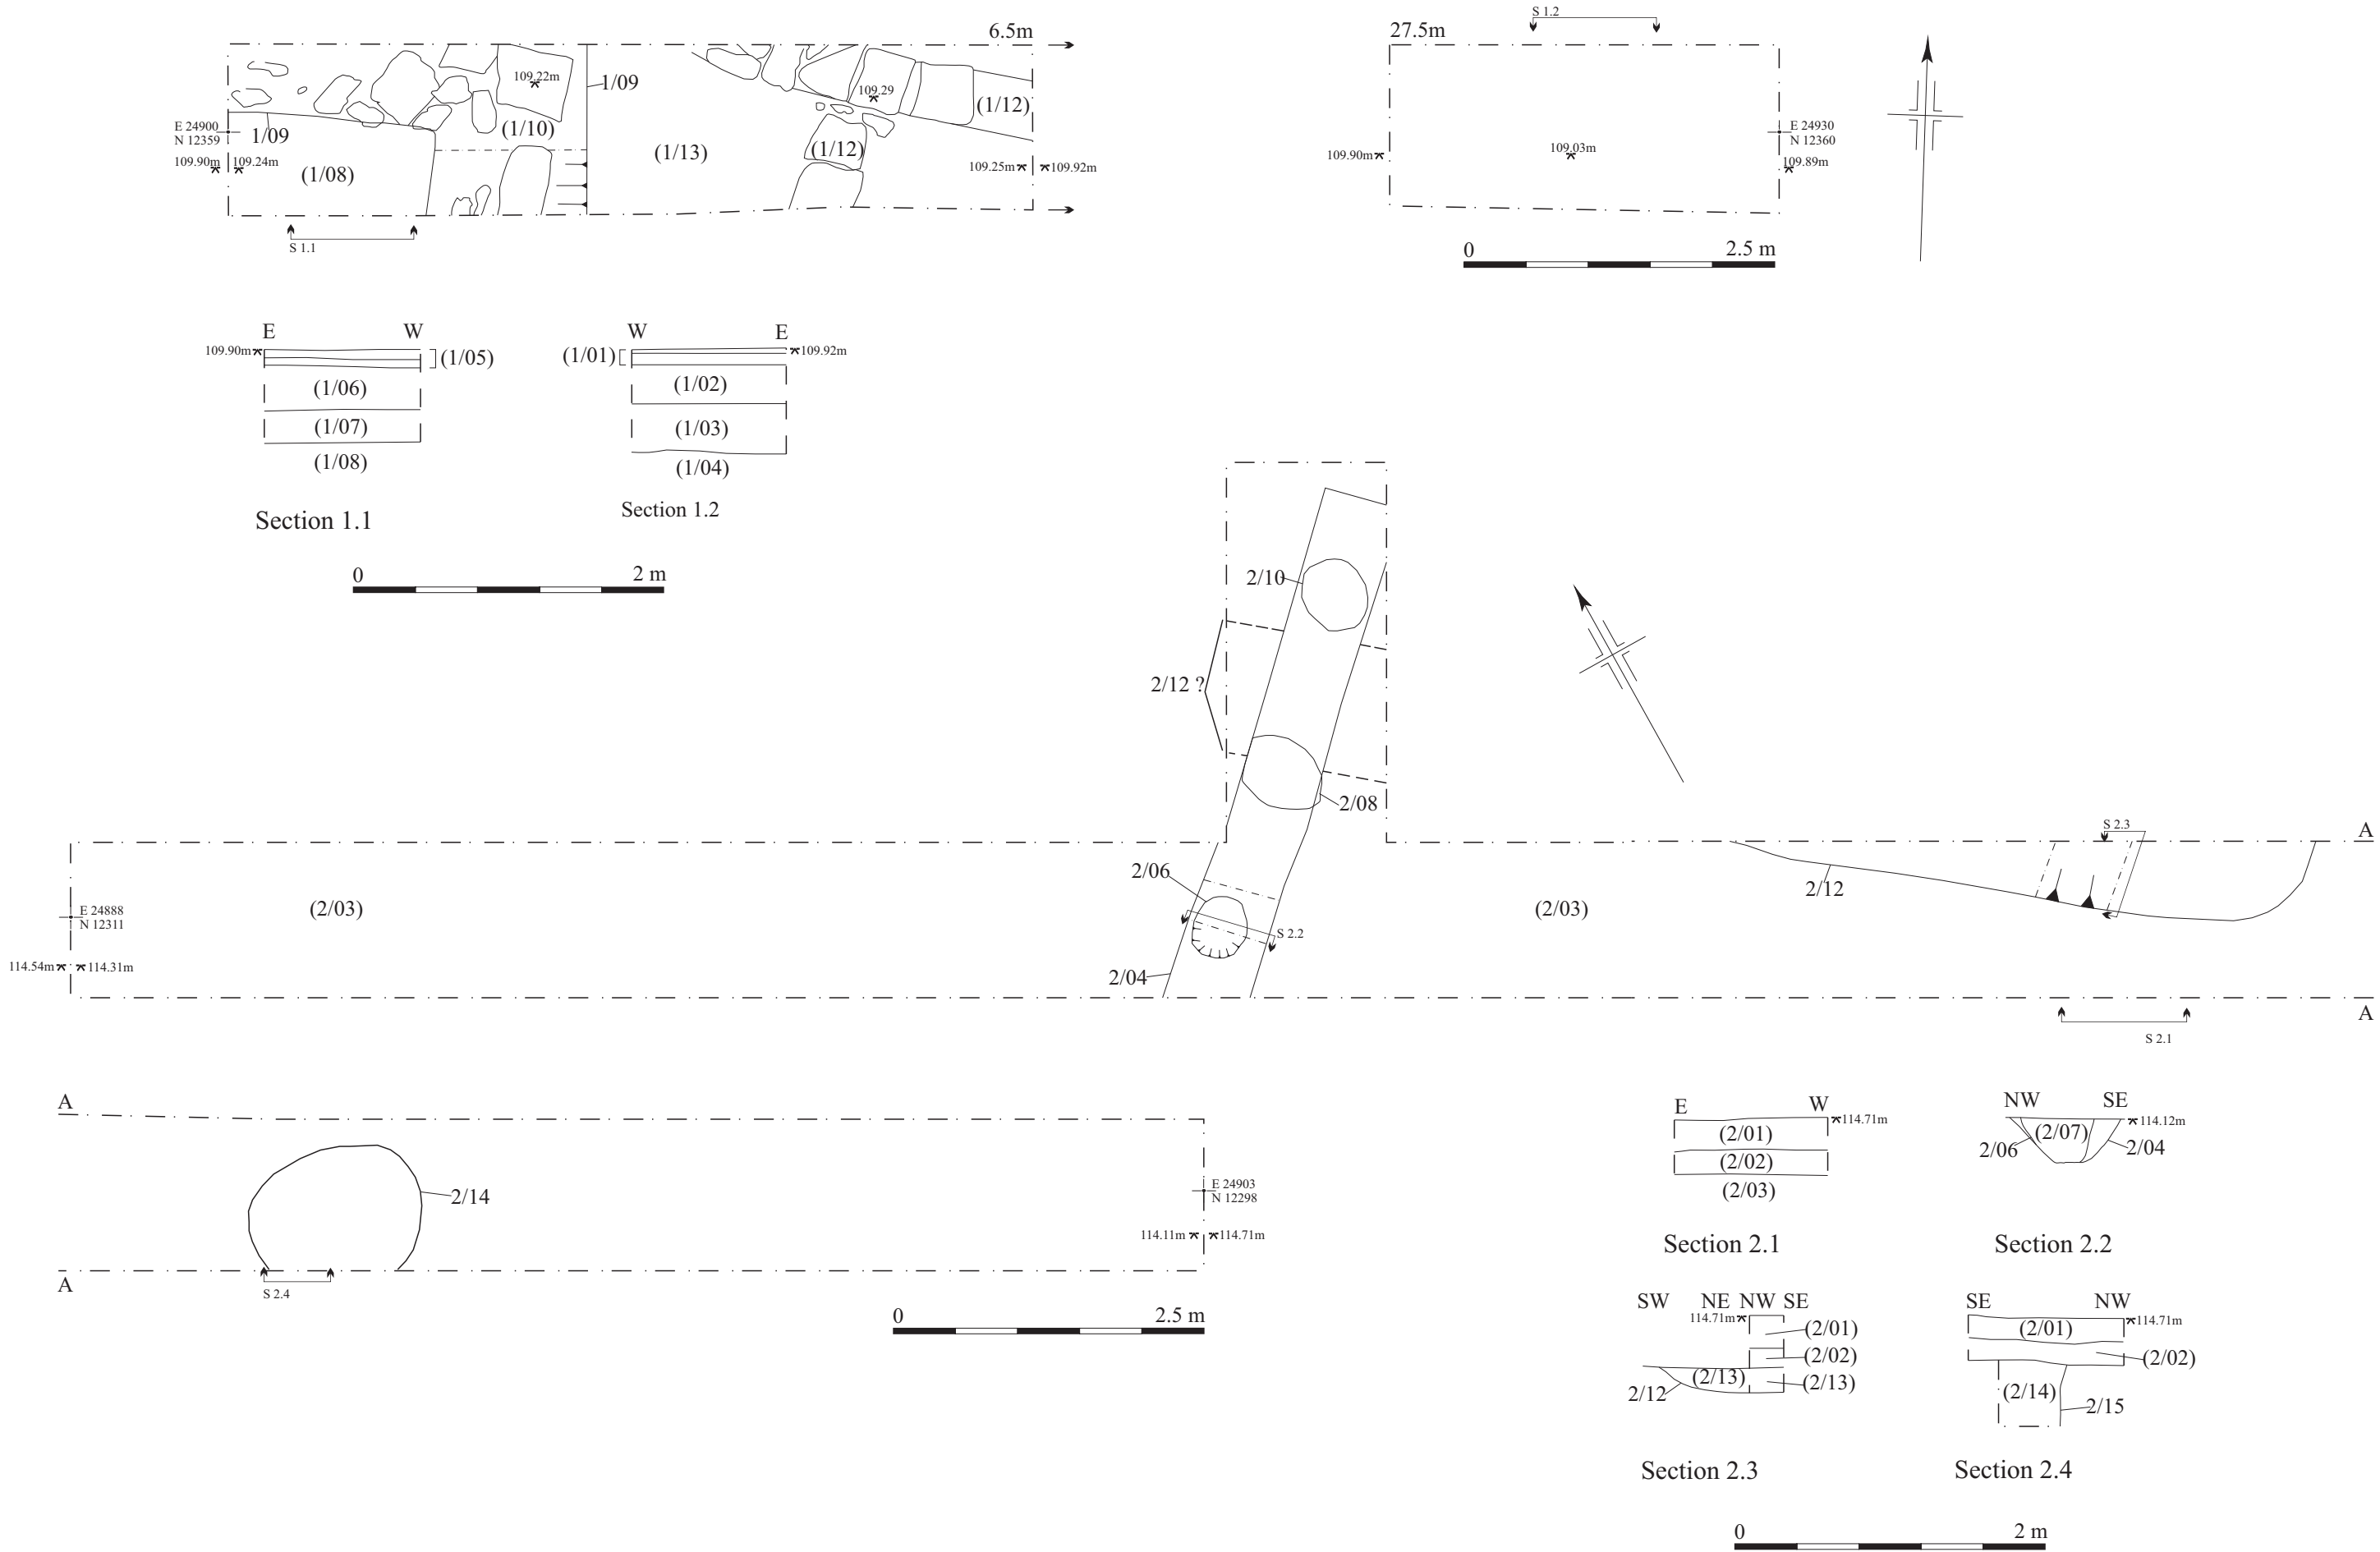 6.5m
27.5m
S 1.2
109.22m
1/09
109.29
(1/12)
(1/10)
E 24900
N 12359
1/09
(1/13)
(1/12)
(1/08)
109.90m
109.24m
109.25m
109.92m
S 1.1
E 24930
N 12360
109.90m
109.03m
109.89m
0
2.5 m
E
W
109.90m
(1/05)
(1/06)
(1/07)
(1/08)
Section 1.1
W
E
(1/01)
109.92m
(1/02)
(1/03)
(1/04)
Section 1.2
0
2 m
2/10
2/12 ?
2/08
2/06
S 2.3
A
2/12
E 24888
N 12311
(2/03)
(2/03)
S 2.2
114.54m
114.31m
2/04
A
S 2.1
A
2/14
E 24903
N 12298
114.11m
114.71m
A
S 2.4
0
2.5 m
E
W
114.71m
(2/01)
(2/02)
(2/03)
Section 2.1
NW
SE
114.12m
(2/07)
2/06
2/04
Section 2.2
SW
NE
NW
SE
114.71m
(2/01)
(2/02)
(2/13)
(2/13)
2/12
Section 2.3
SE
NW
114.71m
(2/01)
(2/02)
(2/14)
2/15
Section 2.4
0
2 m